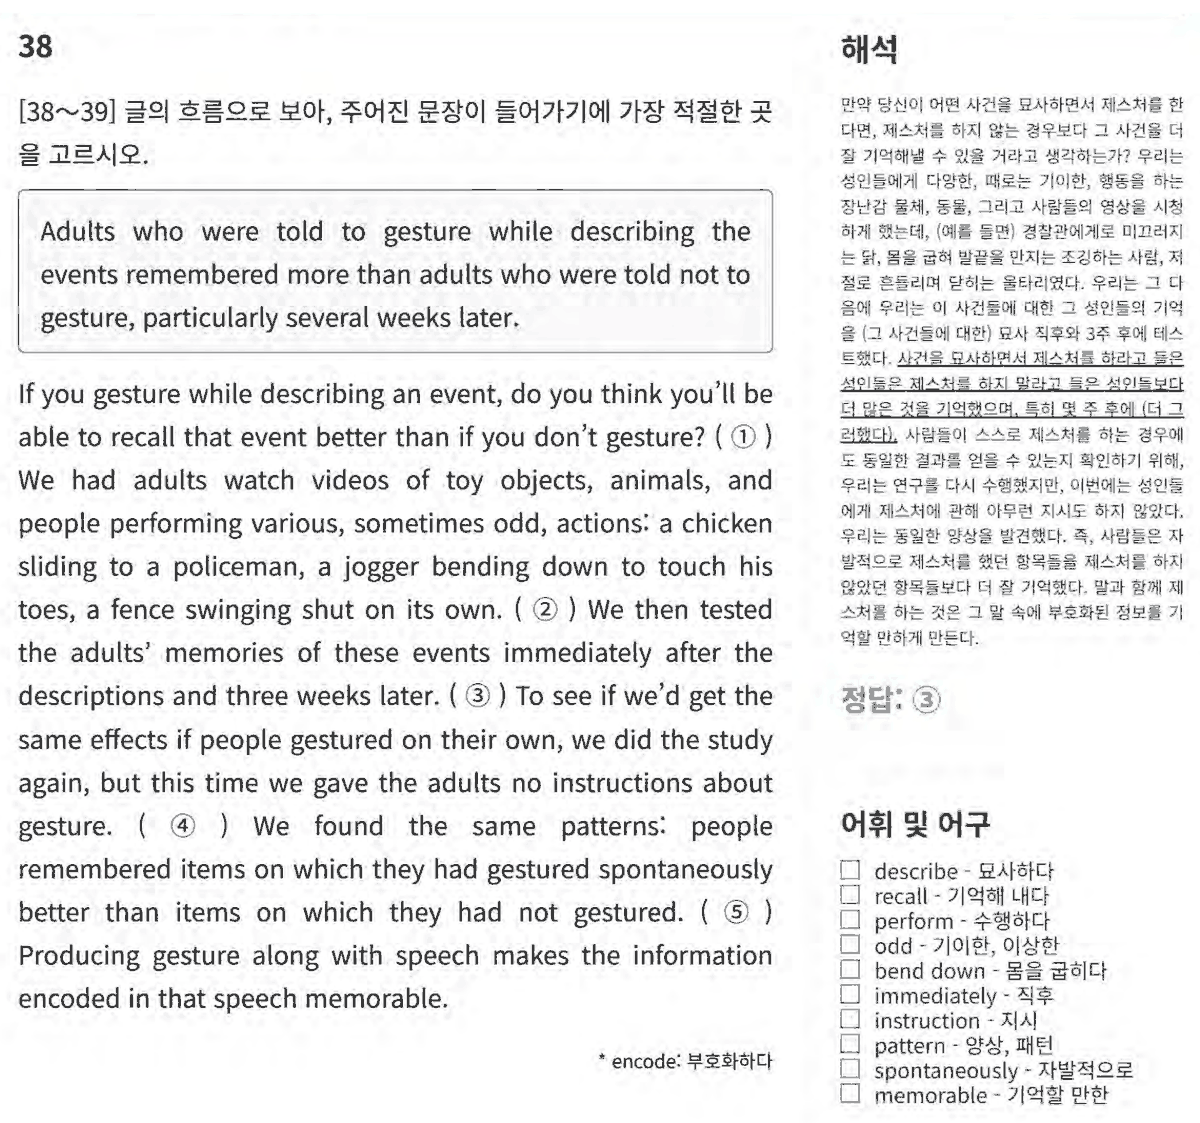 38
[38～39] 글의 흐름으로 보아, 주어진 문장이 들어가기에 가장 적절한 곳
을 고르시오.
Adults who were told to gesture while describing the
events remembered more than adults who were told not to
gesture, particularly several weeks later.
If you gesture while describing an event, do you think you'll be
able to recall that event better than if you don't gesture? ( ① )
We had adults watch videos of toy objects, animals, and
people performing various, sometimes odd, actions: a chicken
sliding to a policeman, a jogger bending down to touch his
toes, a fence swinging shut on its own. ( ② ) We then tested
the adults' memories of these events immediately after the
descriptions and three weeks later. ( ③ ) To see if we'd get the
same effects if people gestured on their own, we did the study
again, but this time we gave the adults no instructions about
gesture. ( ④ ) We found the same patterns: people
remembered items on which they had gestured spontaneously
better than items on which they had not gestured. ( ⑤ )
Producing gesture along with speech makes the information
encoded in that speech memorable.
* encode: 부호화하다
해석
만약 당신이 어떤 사건을 묘사하면서 제스처를 한
다면, 제스처를 하지 않는 경우보다 그 사건을 더
잘 기억해낼 수 있을 거라고 생각하는가? 우리는
성인들에게 다양한, 때로는 기이한, 행동을 하는
장난감 물체, 동물, 그리고 사람들의 영상을 시청
하게 했는데, (예를 들면) 경찰관에게로 미끄러지
는 닭, 몸을 굽혀 발끝을 만지는 조깅하는 사람, 저
절로 흔들리며 닫히는 울타리였다. 우리는 그 다
음에 우리는 이 사건들에 대한 그 성인들의 기억
을 (그 사건들에 대한) 묘사 직후와 3주 후에 테스
트했다. 사건을 묘사하면서 제스처를 하라고 들은
성인들은 제스처를 하지 말라고 들은 성인들보다
더 많은 것을 기억했으며, 특히 몇 주 후에 (더 그
러했다). 사람들이 스스로 제스처를 하는 경우에
도 동일한 결과를 얻을 수 있는지 확인하기 위해,
우리는 연구를 다시 수행했지만, 이번에는 성인들
에게 제스처에 관해 아무런 지시도 하지 않았다.
우리는 동일한 양상을 발견했다. 즉, 사람들은 자
발적으로 제스처를 했던 항목들을 제스처를 하지
않았던 항목들보다 더 잘 기억했다. 말과 함께 제
스처를 하는 것은 그 말 속에 부호화된 정보를 기
억할 만하게 만든다.
정답: ③
어휘 및 어구
□ describe - 묘사하다
□ recall - 기억해 내다
□ perform - 수행하다
□ odd - 기이한, 이상한
□ bend down - 몸을 굽히다
□ immediately - 직후
□ instruction - 지시
□ pattern - 양상, 패턴
□ spontaneously - 자발적으로
□ memorable - 기억할 만한